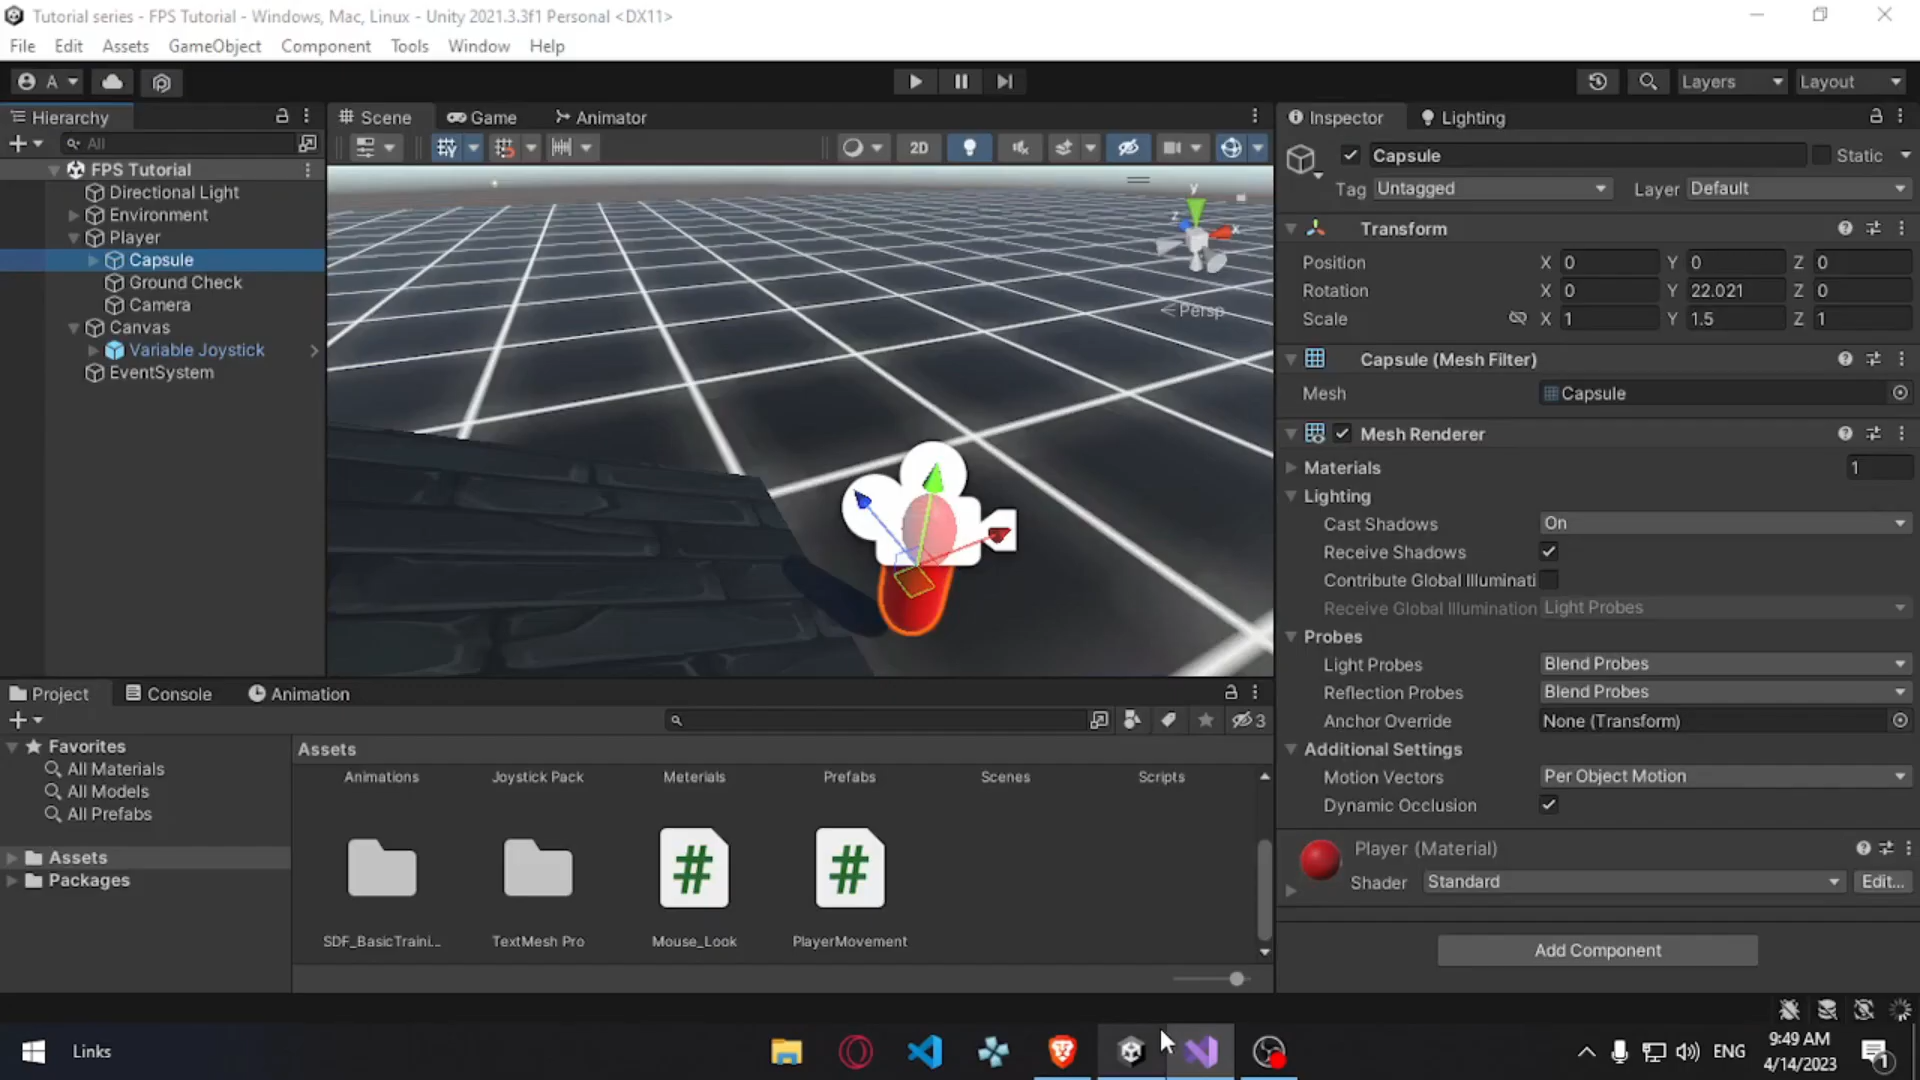 Tutorial series - FPS Tutorial - Windows, Mac, Linux - Unity 2021.3.3f1 Personal <DX11>
File Edit Assets GameObject Component Tools Window Help
A Layers Layout
Hierarchy
All
FPS Tutorial
Directional Light
Environment
Player
Capsule
Ground Check
Camera
Canvas
Variable Joystick
EventSystem
Scene Game Animator
2D
y
z x
Persp
Inspector Lighting
Capsule Static
Tag Untagged Layer Default
Transform
Position X 0 Y 0 Z 0
Rotation X 0 Y 22.021 Z 0
Scale X 1 Y 1.5 Z 1
Capsule (Mesh Filter)
Mesh Capsule
Mesh Renderer
Materials 1
Lighting
Cast Shadows On
Receive Shadows
Contribute Global Illuminati
Receive Global Illumination Light Probes
Probes
Light Probes Blend Probes
Reflection Probes Blend Probes
Anchor Override None (Transform)
Additional Settings
Motion Vectors Per Object Motion
Dynamic Occlusion
Player (Material)
Shader Standard Edit...
Add Component
Project Console Animation
3
Favorites
All Materials
All Models
All Prefabs
Assets
Packages
Assets
Animations Joystick Pack Meterials Prefabs Scenes Scripts
SDF_BasicTraini... TextMesh Pro Mouse_Look PlayerMovement
Links
ENG
9:49 AM
4/14/2023
1